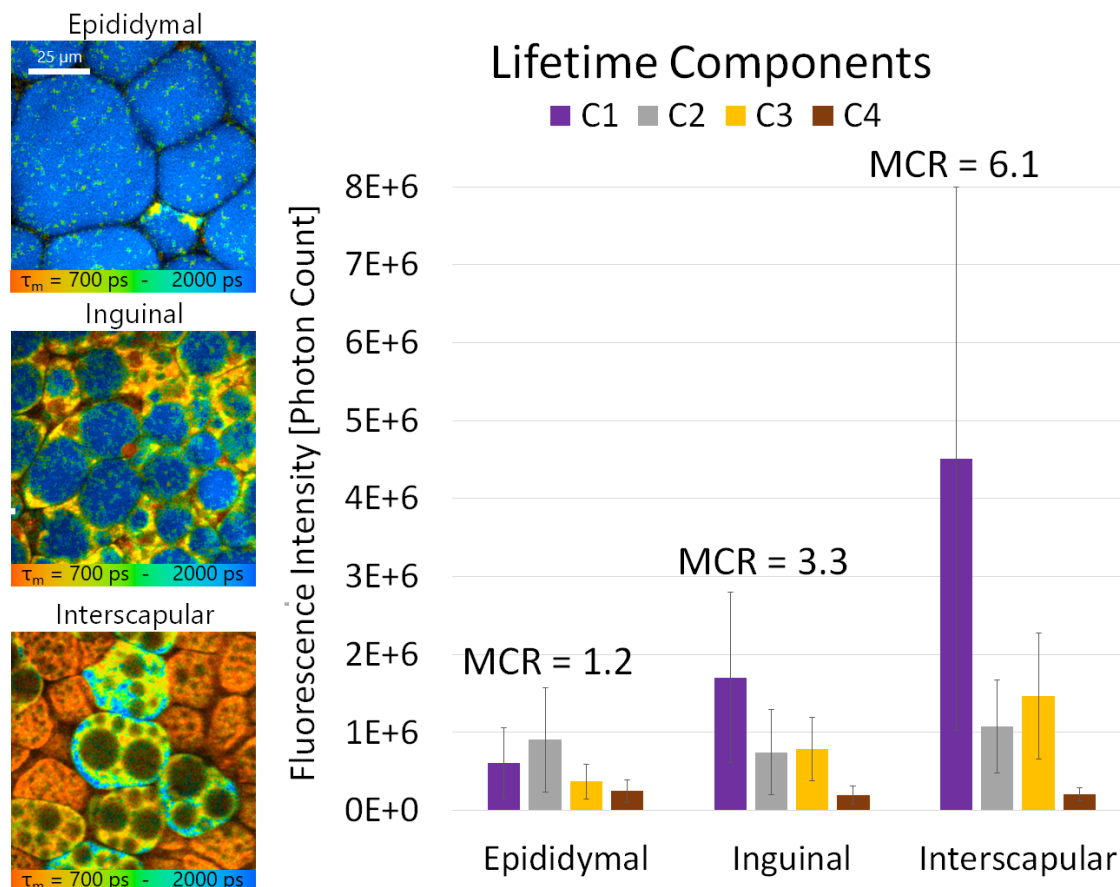 Epididymal
25 µm
τm = 700 ps - 2000 ps
Inguinal
τm = 700 ps - 2000 ps
Interscapular
τm = 700 ps - 2000 ps
Lifetime Components
C1 C2 C3 C4
Fluorescence Intensity [Photon Count]
8E+6
7E+6
6E+6
5E+6
4E+6
3E+6
2E+6
1E+6
0E+0
MCR = 1.2
MCR = 3.3
MCR = 6.1
Epididymal Inguinal Interscapular